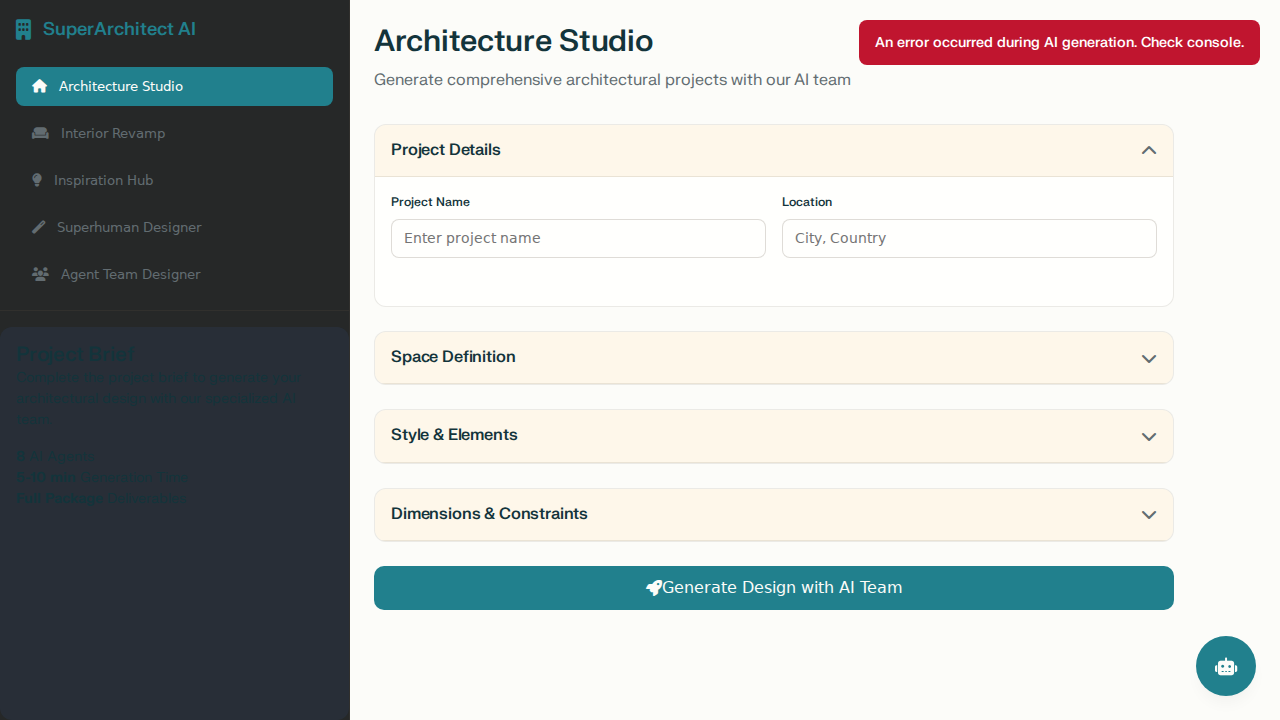 SuperArchitect AI
Architecture Studio
Interior Revamp
Inspiration Hub
Superhuman Designer
Agent Team Designer
Project Brief
Architecture Studio
Generate comprehensive architectural projects with our AI team
An error occurred during AI generation. Check console.
Project Details
Project Name
Location
Enter project name
City, Country
Space Definition
Style & Elements
Dimensions & Constraints
Generate Design with AI Team